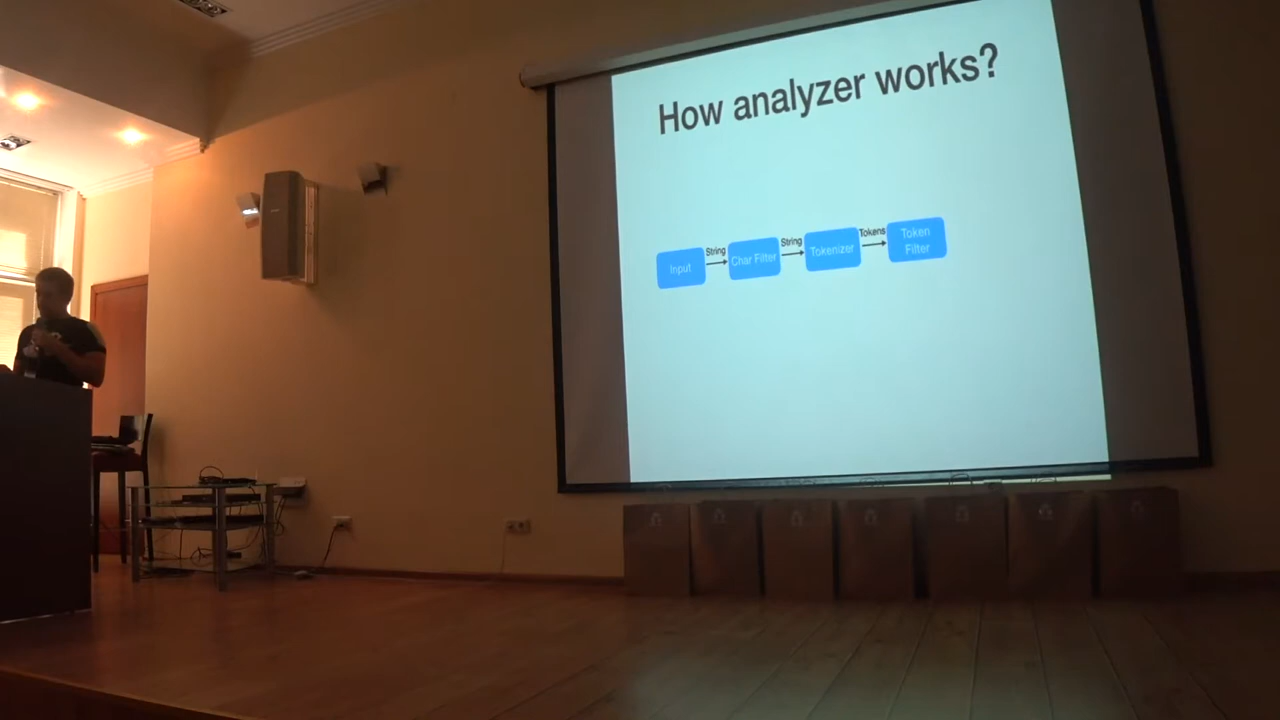 How analyzer works?
Input
String
Char Filter
String
Tokenizer
Tokens
Token
Filter